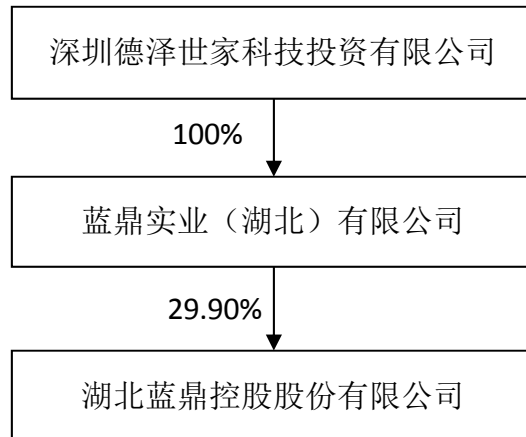 深圳德泽世家科技投资有限公司
100%
蓝鼎实业（湖北）有限公司
29.90%
湖北蓝鼎控股股份有限公司